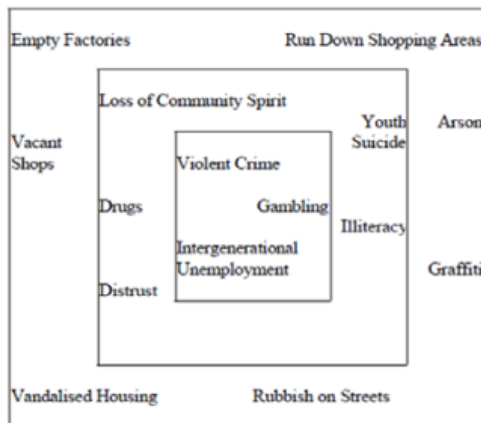 Empty Factories
Run Down Shopping Areas
Loss of Community Spirit
Youth
Suicide
Arson
Vacant
Shops
Violent Crime
Drugs
Gambling
Illiteracy
Intergenerational
Unemployment
Graffiti
Distrust
Vandalised Housing
Rubbish on Streets